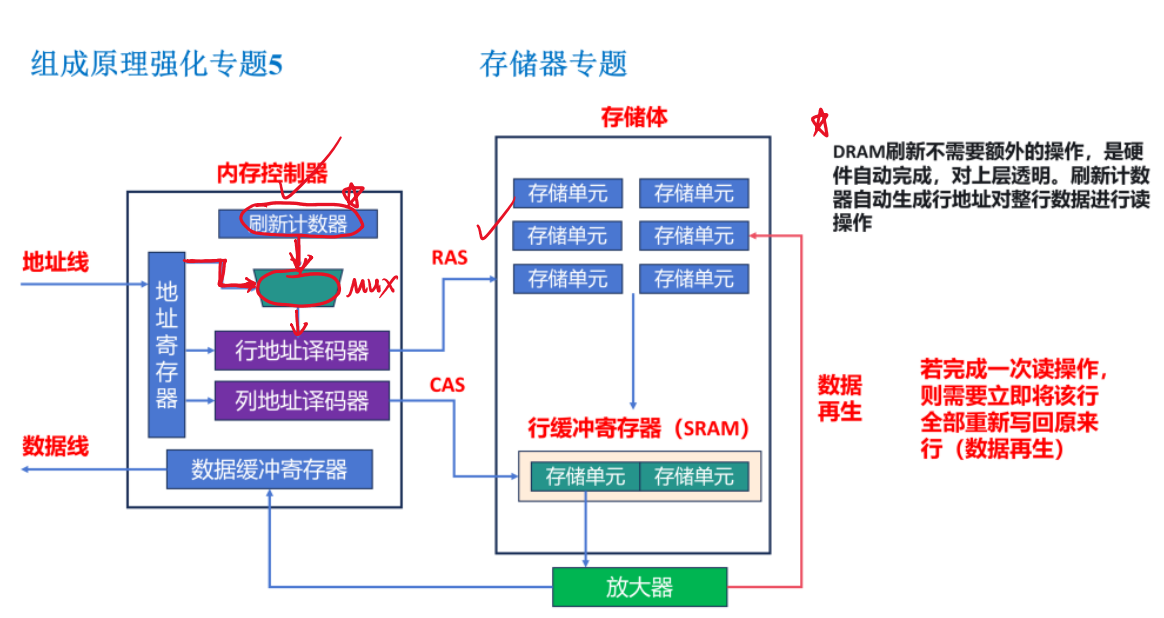 组成原理强化专题5
存储器专题
存储体
内存控制器
刷新计数器
MUX
地址线
地址寄存器
行地址译码器
列地址译码器
数据线
数据缓冲寄存器
RAS
CAS
存储单元 存储单元
存储单元 存储单元
存储单元 存储单元
行缓冲寄存器（SRAM）
存储单元 存储单元
放大器
数据
再生
DRAM刷新不需要额外的操作，是硬
件自动完成，对上层透明。刷新计数
器自动生成行地址对整行数据进行读
操作
若完成一次读操作，
则需要立即将该行
全部重新写回原来
行（数据再生）